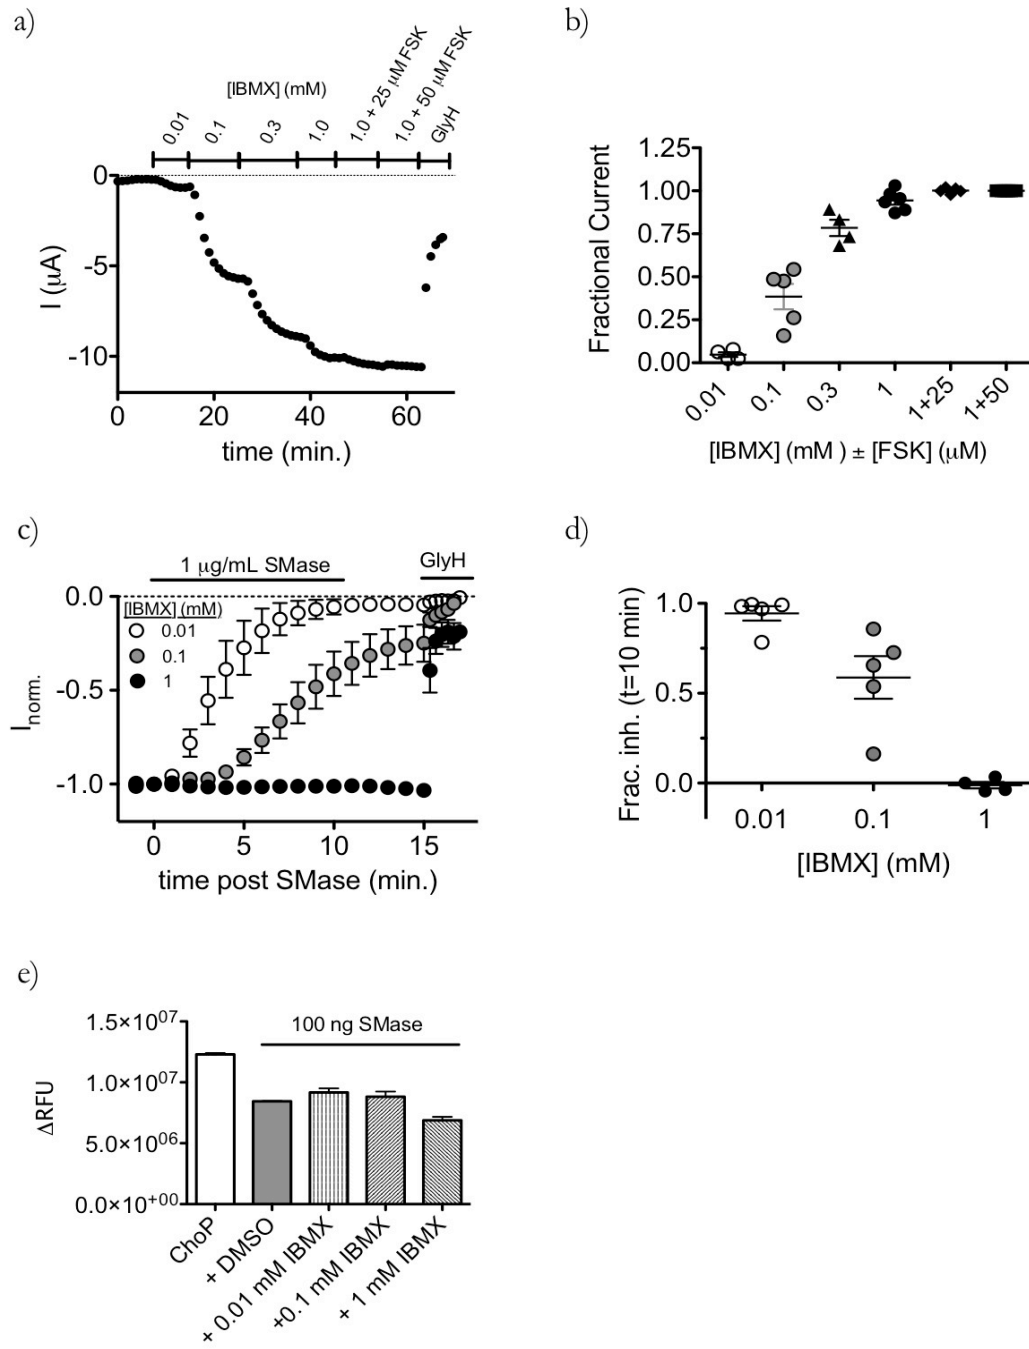 a)
[IBMX] (mM)
0.01
0.1
0.3
1.0
1.0 + 25 μM FSK
1.0 + 50 μM FSK
GlyH
0
-5
-10
I (μA)
0
20
40
60
time (min.)
b)
1.25
1.00
0.75
0.50
0.25
0.00
Fractional Current
0.01
0.1
0.3
1
1+25
1+50
[IBMX] (mM ) ± [FSK] (μM)
c)
1 μg/mL SMase
GlyH
0.0
-0.5
-1.0
Inorm.
[IBMX] (mM)
0.01
0.1
1
0
5
10
15
time post SMase (min.)
d)
1.0
0.5
0.0
Frac. inh. (t=10 min)
0.01
0.1
1
[IBMX] (mM)
e)
100 ng SMase
1.5×10⁰⁷
1.0×10⁰⁷
5.0×10⁰⁶
0.0×10⁺⁰⁰
ΔRFU
ChoP
+ DMSO
+ 0.01 mM IBMX
+0.1 mM IBMX
+ 1 mM IBMX